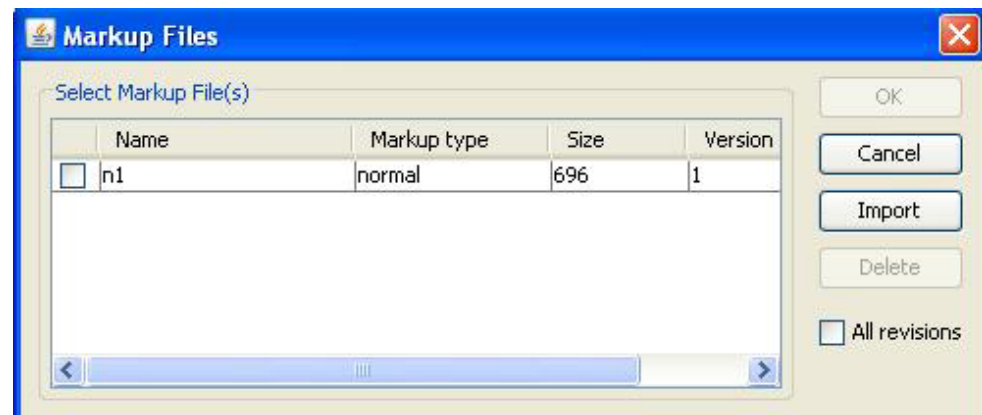 Markup Files
Select Markup File(s)
Name Markup type Size Version
n1 normal 696 1
OK
Cancel
Import
Delete
All revisions